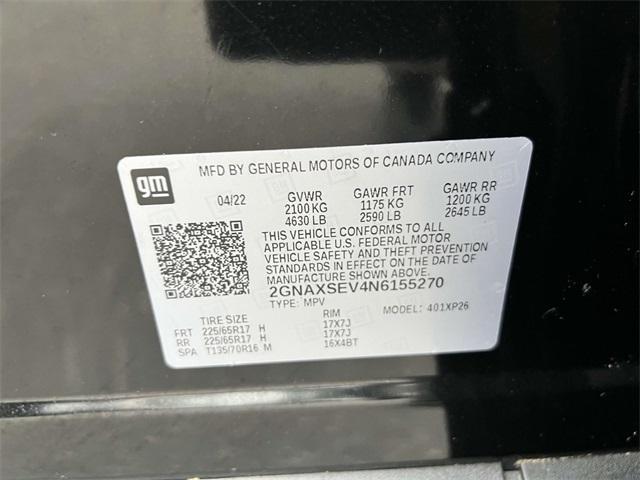 gm
MFD BY GENERAL MOTORS OF CANADA COMPANY
04/22 GVWR GAWR FRT GAWR RR
2100 KG 1175 KG 1200 KG
4630 LB 2590 LB 2645 LB
THIS VEHICLE CONFORMS TO ALL
APPLICABLE U.S. FEDERAL MOTOR
VEHICLE SAFETY AND THEFT PREVENTION
STANDARDS IN EFFECT ON THE DATE OF
MANUFACTURE SHOWN ABOVE.
2GNAXSEV4N6155270
TYPE: MPV MODEL: 401XP26
TIRE SIZE RIM
FRT 225/65R17 H 17X7J
RR 225/65R17 H 17X7J
SPA T135/70R16 M 16X4BT